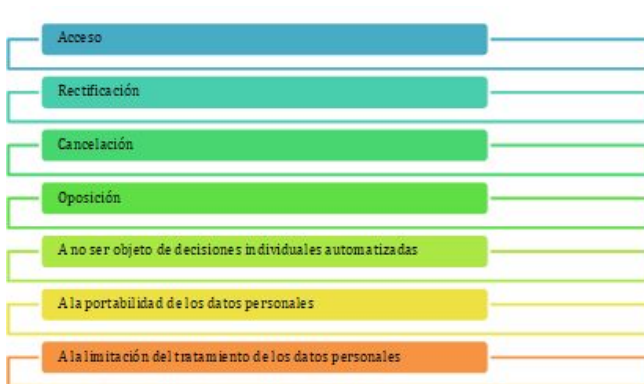 Acceso
Rectificación
Cancelación
Oposición
A no ser objeto de decisiones individuales automatizadas
A la portabilidad de los datos personales
A la limitación del tratamiento de los datos personales